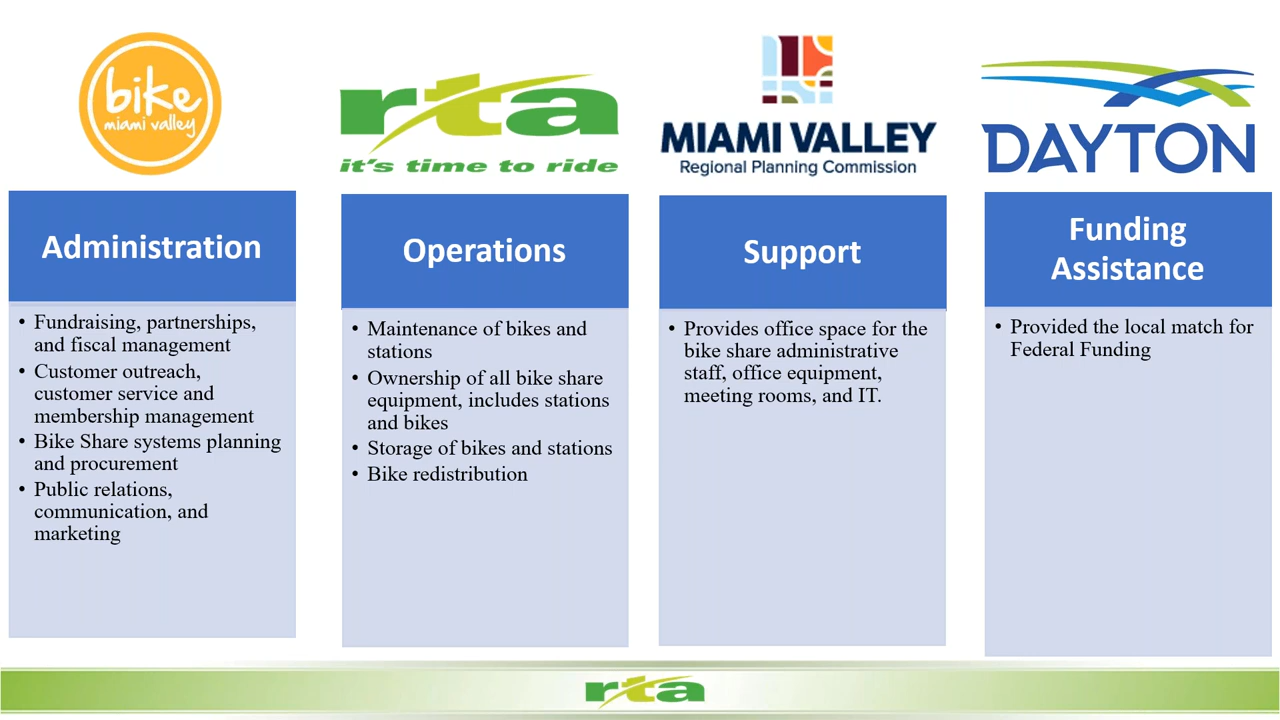 bike
miami valley
rta
it's time to ride
MIAMI VALLEY
Regional Planning Commission
DAYTON
Administration
• Fundraising, partnerships,
and fiscal management
• Customer outreach,
customer service and
membership management
• Bike Share systems planning
and procurement
• Public relations,
communication, and
marketing
Operations
• Maintenance of bikes and
stations
• Ownership of all bike share
equipment, includes stations
and bikes
• Storage of bikes and stations
• Bike redistribution
Support
• Provides office space for the
bike share administrative
staff, office equipment,
meeting rooms, and IT.
Funding
Assistance
• Provided the local match for
Federal Funding
rta